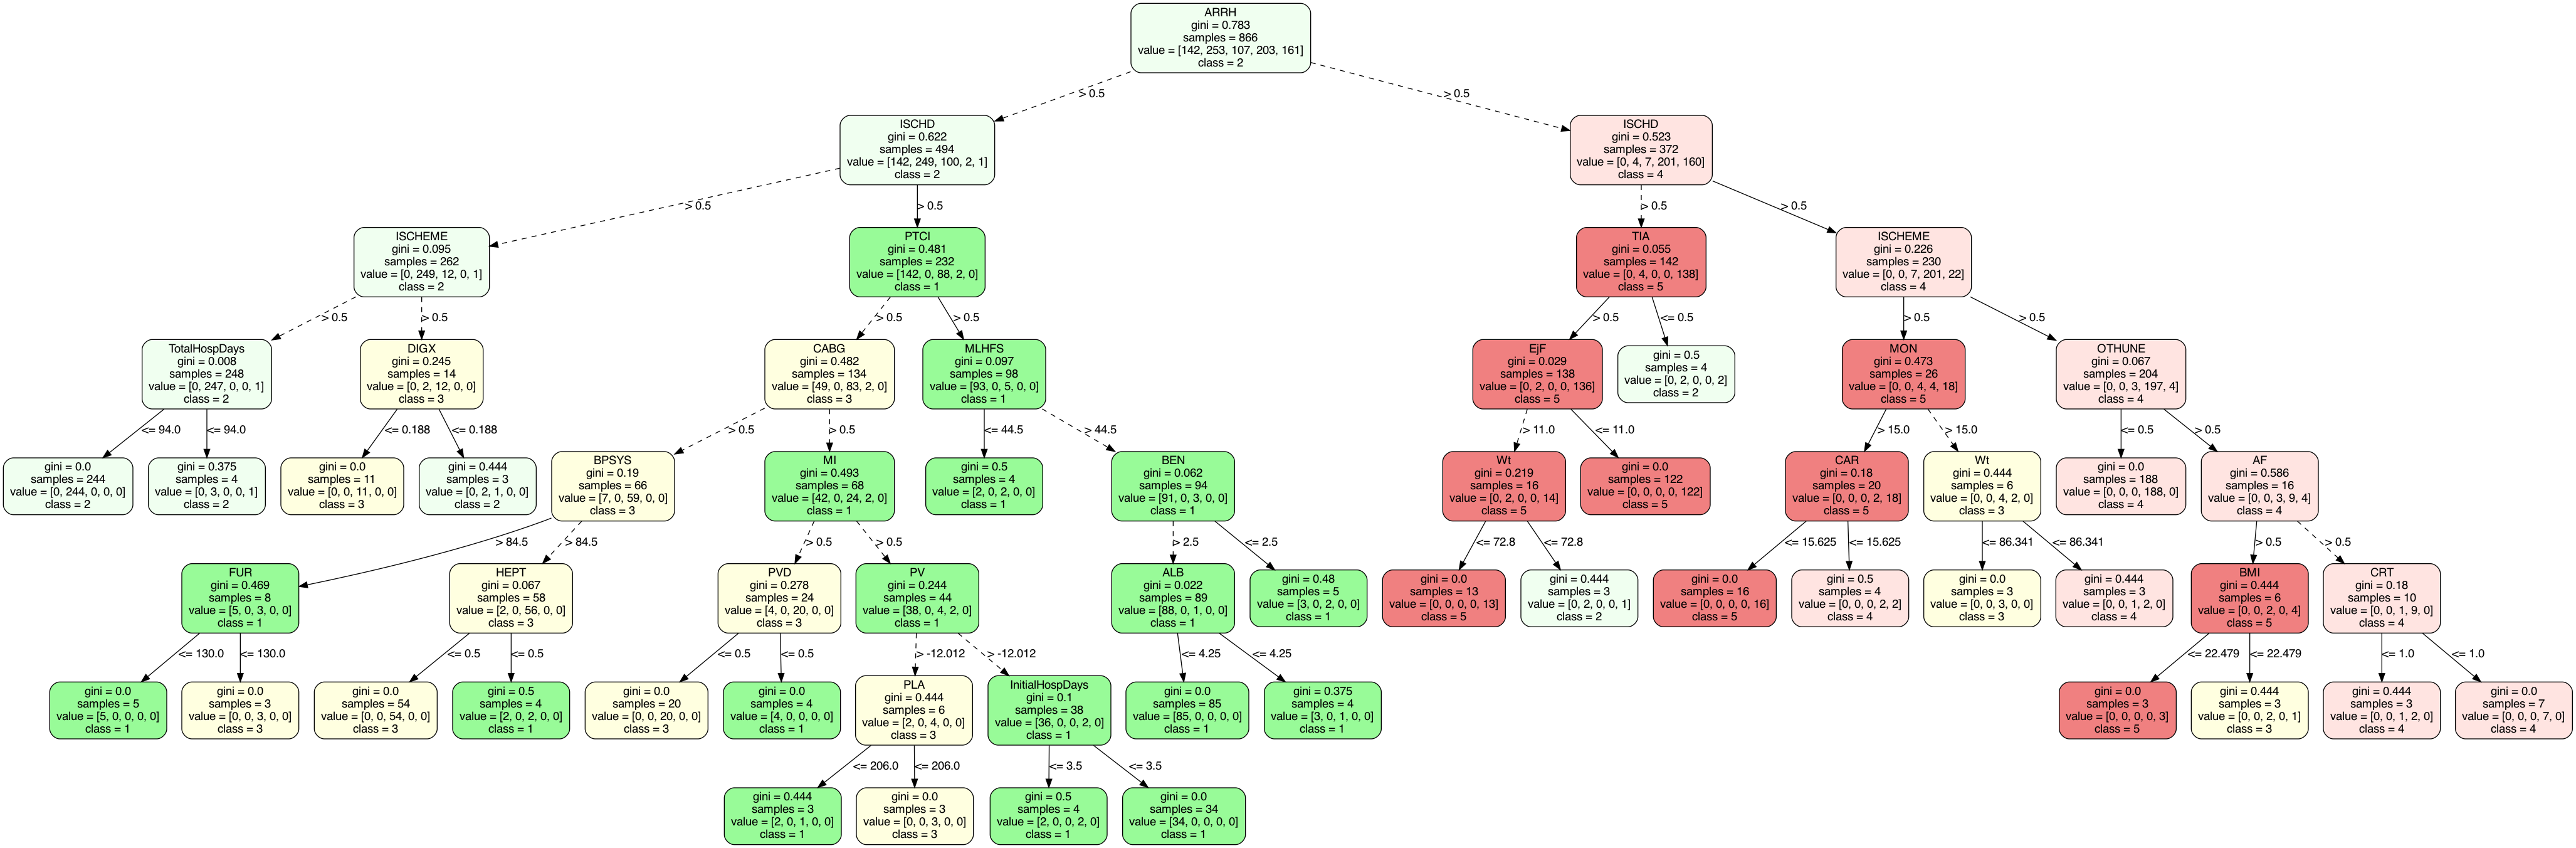 ARRH
gini = 0.783
samples = 866
value = [142, 253, 107, 203, 161]
class = 2
> 0.5
> 0.5
ISCHD
gini = 0.622
samples = 494
value = [142, 249, 100, 2, 1]
class = 2
ISCHD
gini = 0.523
samples = 372
value = [0, 4, 7, 201, 160]
class = 4
> 0.5
> 0.5
> 0.5
> 0.5
ISCHEME
gini = 0.095
samples = 262
value = [0, 249, 12, 0, 1]
class = 2
PTCI
gini = 0.481
samples = 232
value = [142, 0, 88, 2, 0]
class = 1
TIA
gini = 0.055
samples = 142
value = [0, 4, 0, 0, 138]
class = 5
ISCHEME
gini = 0.226
samples = 230
value = [0, 0, 7, 201, 22]
class = 4
> 0.5
> 0.5
> 0.5
> 0.5
> 0.5
<= 0.5
> 0.5
> 0.5
TotalHospDays
gini = 0.008
samples = 248
value = [0, 247, 0, 0, 1]
class = 2
DIGX
gini = 0.245
samples = 14
value = [0, 2, 12, 0, 0]
class = 3
CABG
gini = 0.482
samples = 134
value = [49, 0, 83, 2, 0]
class = 3
MLHFS
gini = 0.097
samples = 98
value = [93, 0, 5, 0, 0]
class = 1
EjF
gini = 0.029
samples = 138
value = [0, 2, 0, 0, 136]
class = 5
gini = 0.5
samples = 4
value = [0, 2, 0, 0, 2]
class = 2
MON
gini = 0.473
samples = 26
value = [0, 0, 4, 4, 18]
class = 5
OTHUNE
gini = 0.067
samples = 204
value = [0, 0, 3, 197, 4]
class = 4
<= 94.0
<= 94.0
<= 0.188
<= 0.188
> 0.5
> 0.5
<= 44.5
> 44.5
> 11.0
<= 11.0
> 15.0
> 15.0
<= 0.5
> 0.5
gini = 0.0
samples = 244
value = [0, 244, 0, 0, 0]
class = 2
gini = 0.375
samples = 4
value = [0, 3, 0, 0, 1]
class = 2
gini = 0.0
samples = 11
value = [0, 0, 11, 0, 0]
class = 3
gini = 0.444
samples = 3
value = [0, 2, 1, 0, 0]
class = 2
BPSYS
gini = 0.19
samples = 66
value = [7, 0, 59, 0, 0]
class = 3
MI
gini = 0.493
samples = 68
value = [42, 0, 24, 2, 0]
class = 1
gini = 0.5
samples = 4
value = [2, 0, 2, 0, 0]
class = 1
BEN
gini = 0.062
samples = 94
value = [91, 0, 3, 0, 0]
class = 1
Wt
gini = 0.219
samples = 16
value = [0, 2, 0, 0, 14]
class = 5
gini = 0.0
samples = 122
value = [0, 0, 0, 0, 122]
class = 5
CAR
gini = 0.18
samples = 20
value = [0, 0, 0, 2, 18]
class = 5
Wt
gini = 0.444
samples = 6
value = [0, 0, 4, 2, 0]
class = 3
gini = 0.0
samples = 188
value = [0, 0, 0, 188, 0]
class = 4
AF
gini = 0.586
samples = 16
value = [0, 0, 3, 9, 4]
class = 4
> 84.5
> 84.5
> 0.5
> 0.5
> 2.5
<= 2.5
<= 72.8
<= 72.8
<= 15.625
<= 15.625
<= 86.341
<= 86.341
> 0.5
> 0.5
FUR
gini = 0.469
samples = 8
value = [5, 0, 3, 0, 0]
class = 1
HEPT
gini = 0.067
samples = 58
value = [2, 0, 56, 0, 0]
class = 3
PVD
gini = 0.278
samples = 24
value = [4, 0, 20, 0, 0]
class = 3
PV
gini = 0.244
samples = 44
value = [38, 0, 4, 2, 0]
class = 1
ALB
gini = 0.022
samples = 89
value = [88, 0, 1, 0, 0]
class = 1
gini = 0.48
samples = 5
value = [3, 0, 2, 0, 0]
class = 1
gini = 0.0
samples = 13
value = [0, 0, 0, 0, 13]
class = 5
gini = 0.444
samples = 3
value = [0, 2, 0, 0, 1]
class = 2
gini = 0.0
samples = 16
value = [0, 0, 0, 0, 16]
class = 5
gini = 0.5
samples = 4
value = [0, 0, 0, 2, 2]
class = 4
gini = 0.0
samples = 3
value = [0, 0, 3, 0, 0]
class = 3
gini = 0.444
samples = 3
value = [0, 0, 1, 2, 0]
class = 4
BMI
gini = 0.444
samples = 6
value = [0, 0, 2, 0, 4]
class = 5
CRT
gini = 0.18
samples = 10
value = [0, 0, 1, 9, 0]
class = 4
<= 130.0
<= 130.0
<= 0.5
<= 0.5
<= 0.5
<= 0.5
> -12.012
> -12.012
<= 4.25
<= 4.25
<= 22.479
<= 22.479
<= 1.0
<= 1.0
gini = 0.0
samples = 5
value = [5, 0, 0, 0, 0]
class = 1
gini = 0.0
samples = 3
value = [0, 0, 3, 0, 0]
class = 3
gini = 0.0
samples = 54
value = [0, 0, 54, 0, 0]
class = 3
gini = 0.5
samples = 4
value = [2, 0, 2, 0, 0]
class = 1
gini = 0.0
samples = 20
value = [0, 0, 20, 0, 0]
class = 3
gini = 0.0
samples = 4
value = [4, 0, 0, 0, 0]
class = 1
PLA
gini = 0.444
samples = 6
value = [2, 0, 4, 0, 0]
class = 3
InitialHospDays
gini = 0.1
samples = 38
value = [36, 0, 0, 2, 0]
class = 1
gini = 0.0
samples = 85
value = [85, 0, 0, 0, 0]
class = 1
gini = 0.375
samples = 4
value = [3, 0, 1, 0, 0]
class = 1
gini = 0.0
samples = 3
value = [0, 0, 0, 0, 3]
class = 5
gini = 0.444
samples = 3
value = [0, 0, 2, 0, 1]
class = 3
gini = 0.444
samples = 3
value = [0, 0, 1, 2, 0]
class = 4
gini = 0.0
samples = 7
value = [0, 0, 0, 7, 0]
class = 4
<= 206.0
<= 206.0
<= 3.5
<= 3.5
gini = 0.444
samples = 3
value = [2, 0, 1, 0, 0]
class = 1
gini = 0.0
samples = 3
value = [0, 0, 3, 0, 0]
class = 3
gini = 0.5
samples = 4
value = [2, 0, 0, 2, 0]
class = 1
gini = 0.0
samples = 34
value = [34, 0, 0, 0, 0]
class = 1